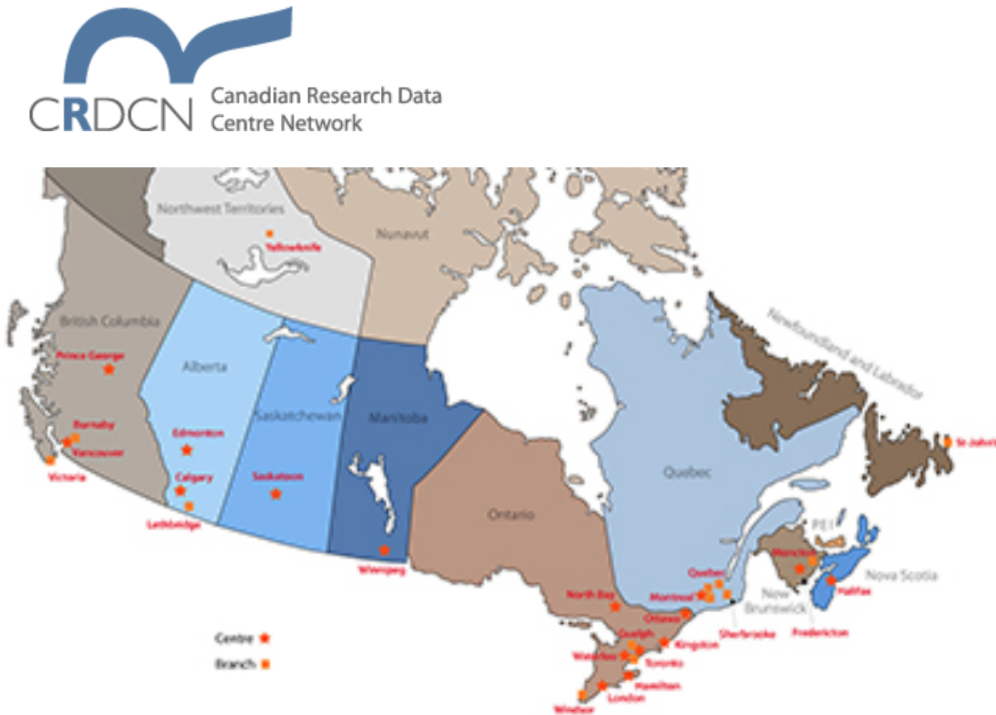 CRDCN
Canadian Research Data
Centre Network
Northwest Territories
Yellowknife
Nunavut
British Columbia
Prince George
Alberta
Saskatchewan
Manitoba
Newfoundland and Labrador
Burnaby
Vancouver
Victoria
Edmonton
Calgary
Lethbridge
Saskatoon
Winnipeg
Ontario
Quebec
St-John's
PEI
Moncton
Nova Scotia
Halifax
New
Brunswick
Fredericton
Quebec
Montreal
Sherbrooke
North Bay
Ottawa
Guelph
Kingston
Waterloo
Toronto
Hamilton
London
Windsor
Centre
Branch